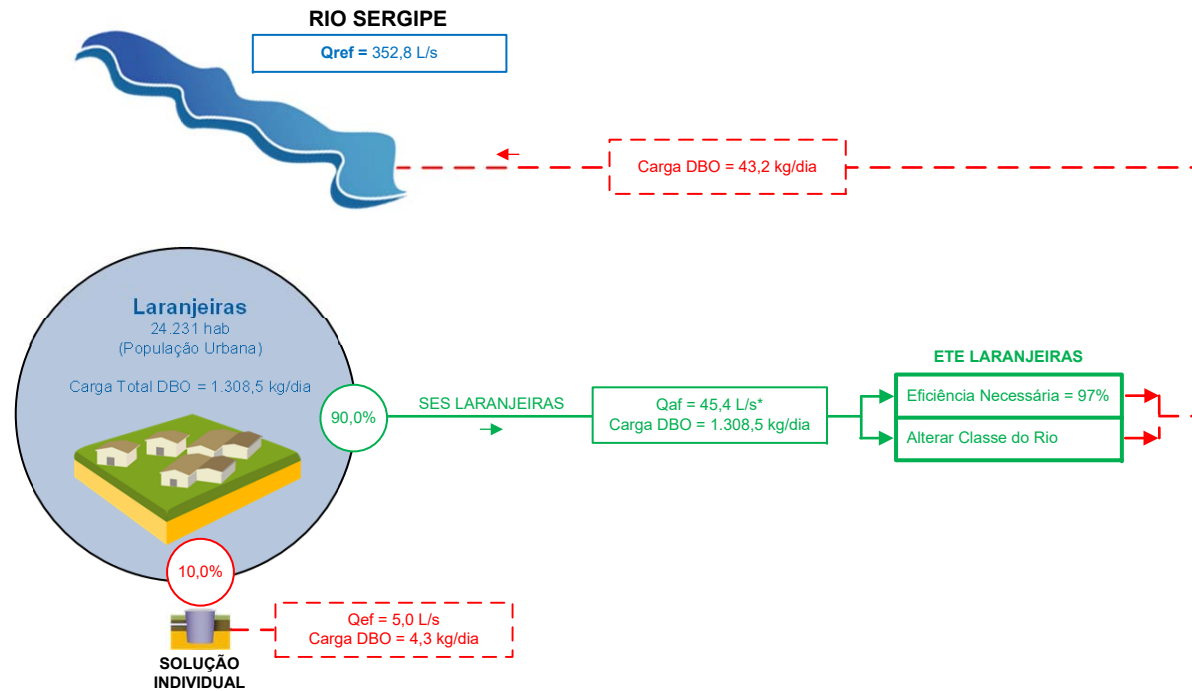 RIO SERGIPE
Qref = 352,8 L/s
Carga DBO = 43,2 kg/dia
Laranjeiras
24.231 hab
(População Urbana)
Carga Total DBO = 1.308,5 kg/dia
90,0%
SES LARANJEIRAS
Qaf = 45,4 L/s*
Carga DBO = 1.308,5 kg/dia
ETE LARANJEIRAS
Eficiência Necessária = 97%
Alterar Classe do Rio
10,0%
Qef = 5,0 L/s
Carga DBO = 4,3 kg/dia
SOLUÇÃO
INDIVIDUAL